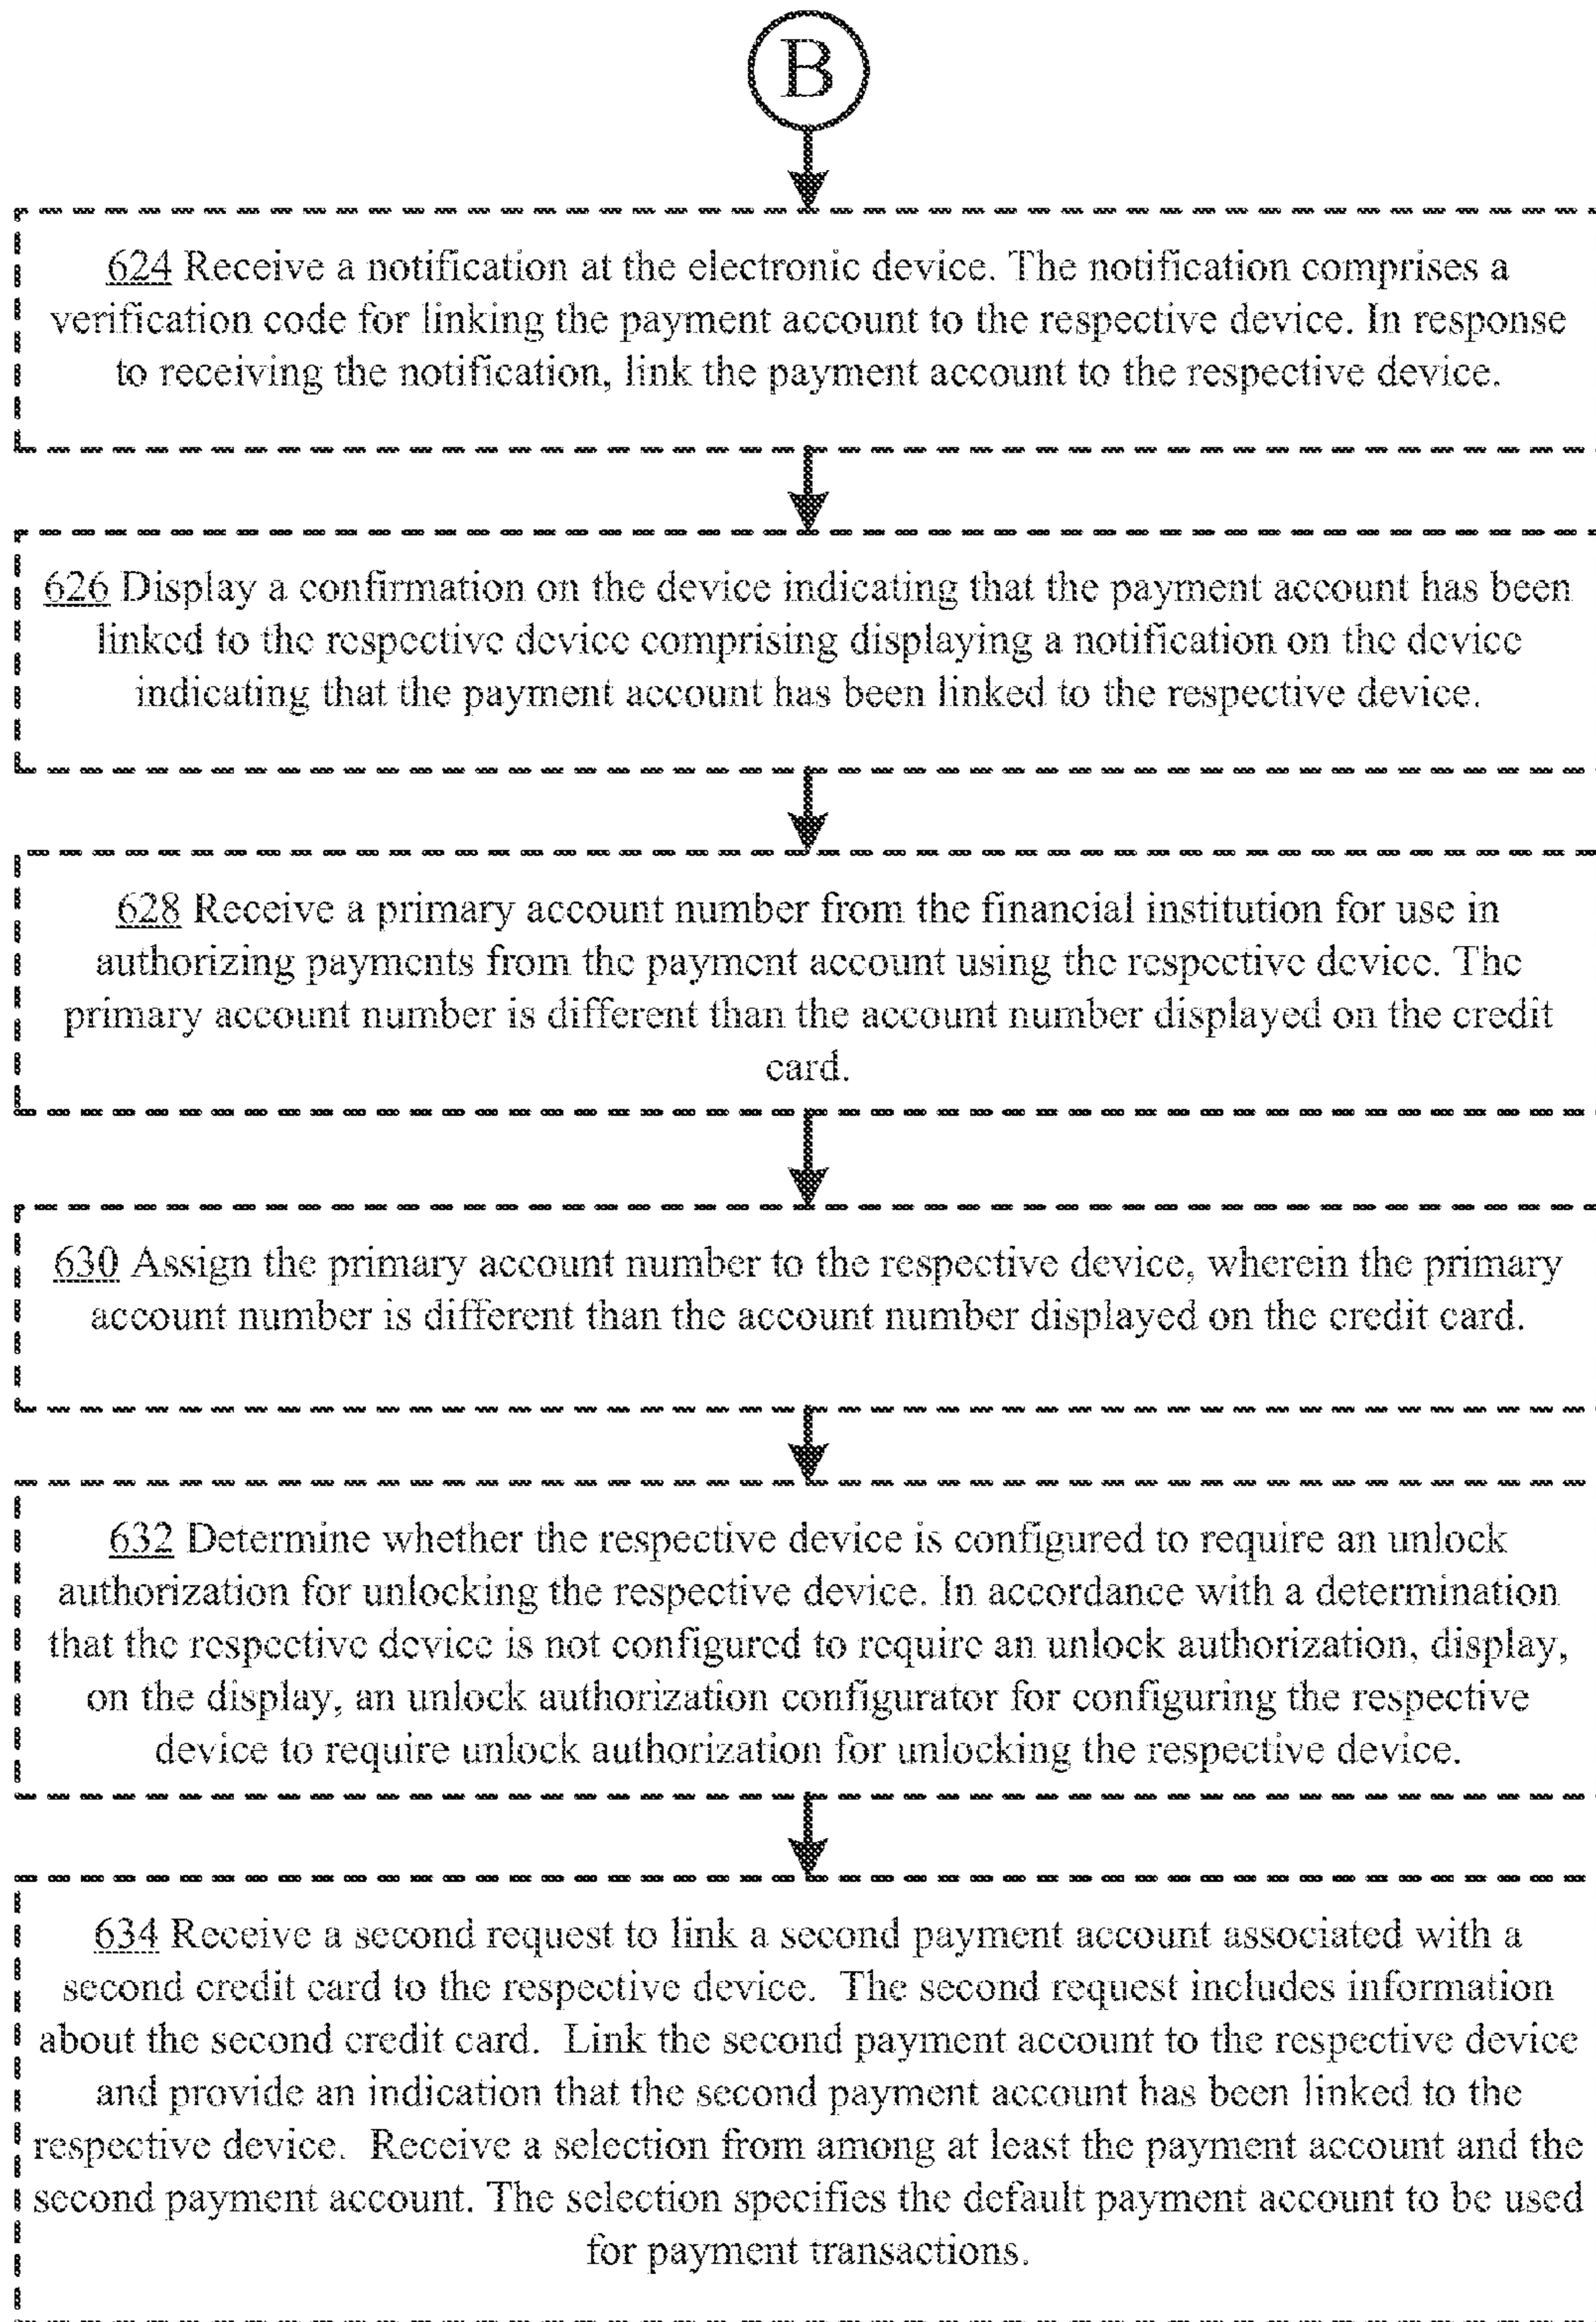 B
624 Receive a notification at the electronic device. The notification comprises a
verification code for linking the payment account to the respective device. In response
to receiving the notification, link the payment account to the respective device.
626 Display a confirmation on the device indicating that the payment account has been
linked to the respective device comprising displaying a notification on the device
indicating that the payment account has been linked to the respective device.
628 Receive a primary account number from the financial institution for use in
authorizing payments from the payment account using the respective device. The
primary account number is different than the account number displayed on the credit
card.
630 Assign the primary account number to the respective device, wherein the primary
account number is different than the account number displayed on the credit card.
632 Determine whether the respective device is configured to require an unlock
authorization for unlocking the respective device. In accordance with a determination
that the respective device is not configured to require an unlock authorization, display,
on the display, an unlock authorization configurator for configuring the respective
device to require unlock authorization for unlocking the respective device.
634 Receive a second request to link a second payment account associated with a
second credit card to the respective device. The second request includes information
about the second credit card. Link the second payment account to the respective device
and provide an indication that the second payment account has been linked to the
respective device. Receive a selection from among at least the payment account and the
second payment account. The selection specifies the default payment account to be used
for payment transactions.